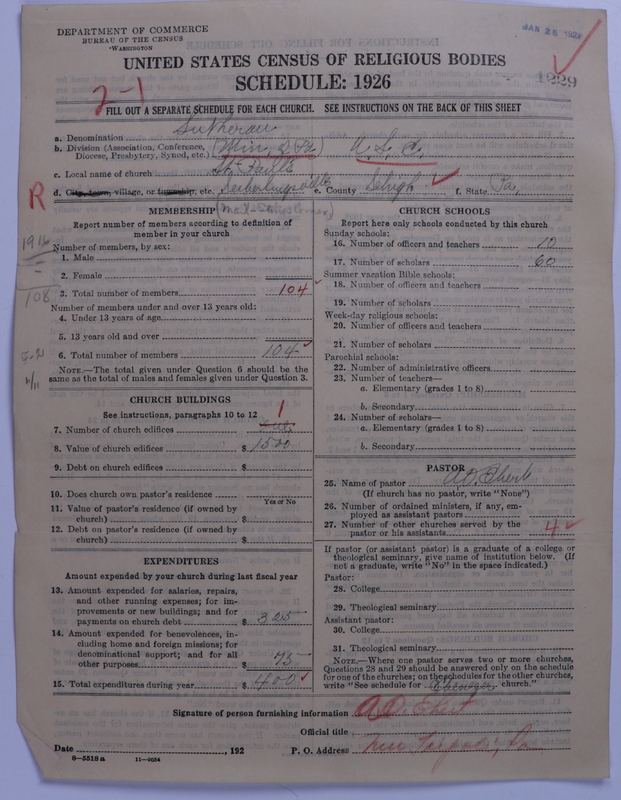 DEPARTMENT OF COMMERCE
BUREAU OF THE CENSUS
WASHINGTON
JAN 26 1928
UNITED STATES CENSUS OF RELIGIOUS BODIES
SCHEDULE: 1926
1229
2-1
FILL OUT A SEPARATE SCHEDULE FOR EACH CHURCH. SEE INSTRUCTIONS ON THE BACK OF THIS SHEET
a. Denomination Lutheran
b. Division (Association, Conference, Diocese, Presbytery, Synod, etc.) (Min. of Pa) U.L.C.
c. Local name of church St. Paul's
R
d. City, town, village, or township, etc. Seiberlingsville e. County Lehigh f. State Pa.
MEMBERSHIP
Report number of members according to definition of member in your church
1916
108
Number of members, by sex:
1. Male
2. Female
3. Total number of members 104
Number of members under and over 13 years old:
4. Under 13 years of age
5. 13 years old and over
6. Total number of members 104
NOTE.—The total given under Question 6 should be the same as the total of males and females given under Question 3.
CHURCH BUILDINGS
See instructions, paragraphs 10 to 12
7. Number of church edifices 1
8. Value of church edifices $ 1500
9. Debt on church edifices $
10. Does church own pastor's residence
Yes or No
11. Value of pastor's residence (if owned by church) $
12. Debt on pastor's residence (if owned by church) $
EXPENDITURES
Amount expended by your church during last fiscal year
13. Amount expended for salaries, repairs, and other running expenses; for improvements or new buildings; and for payments on church debt $ 325
14. Amount expended for benevolences, including home and foreign missions; for denominational support; and for all other purposes 75
15. Total expenditures during year $ 400
CHURCH SCHOOLS
Report here only schools conducted by this church
Sunday schools:
16. Number of officers and teachers 10
17. Number of scholars 60
Summer vacation Bible schools:
18. Number of officers and teachers
19. Number of scholars
Week-day religious schools:
20. Number of officers and teachers
21. Number of scholars
Parochial schools:
22. Number of administrative officers
23. Number of teachers—
a. Elementary (grades 1 to 8)
b. Secondary
24. Number of scholars—
a. Elementary (grades 1 to 8)
b. Secondary
PASTOR
25. Name of pastor
(If church has no pastor, write "None")
26. Number of ordained ministers, if any, employed as assistant pastors
27. Number of other churches served by the pastor or his assistants 4
If pastor (or assistant pastor) is a graduate of a college or theological seminary, give name of institution below. (If not a graduate, write "No" in the space indicated.)
Pastor:
28. College
29. Theological seminary
Assistant pastor:
30. College
31. Theological seminary
NOTE.—Where one pastor serves two or more churches, Questions 28 and 29 should be answered only on the schedule for one of the churches; on the schedules for the other churches, write "See schedule for Ebenezer church."
Signature of person furnishing information
Official title
Date , 192
P. O. Address New Tripoli, Pa
8-5518 a 11-9034